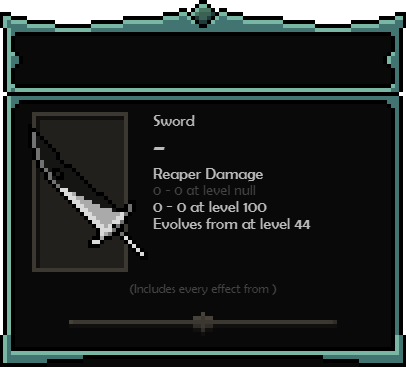 Sword
–
Reaper Damage
0 - 0 at level null
0 - 0 at level 100
Evolves from at level 44
(Includes every effect from )